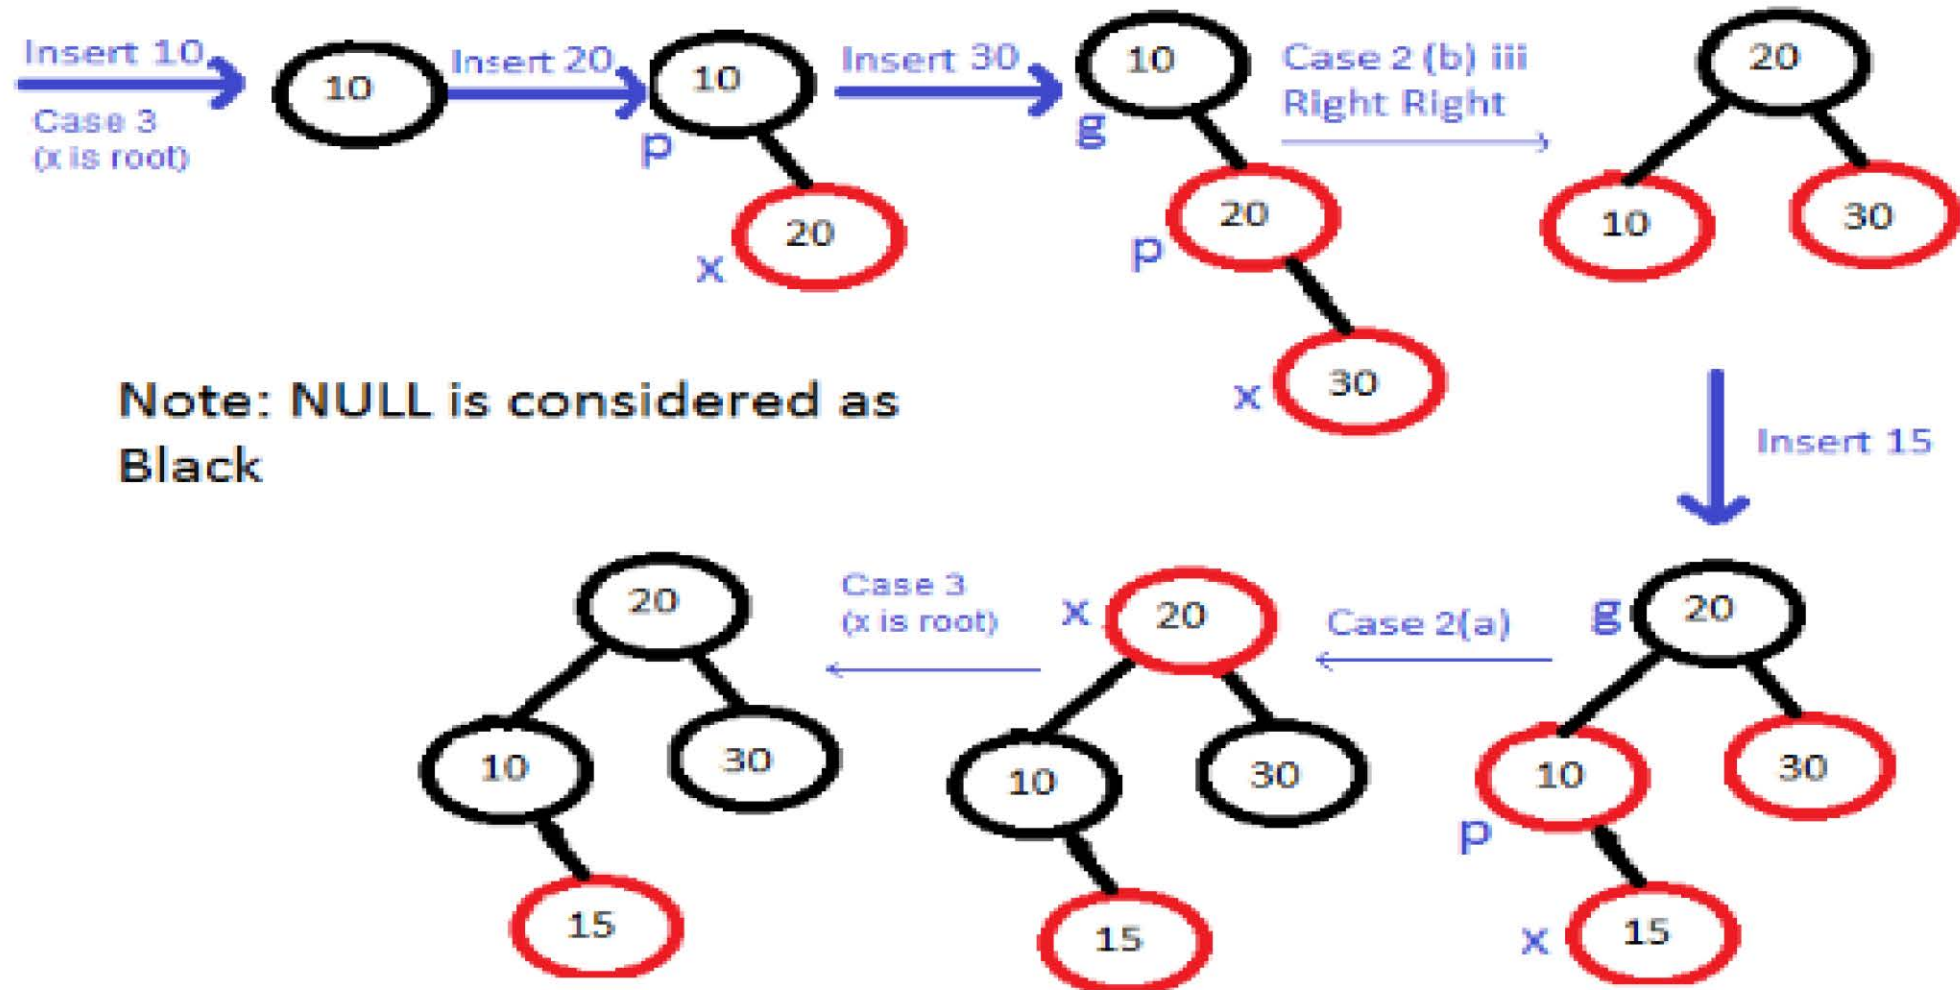 Insert 10
Case 3
(x is root)
10
Insert 20
10
p
20
x
Insert 30
10
g
20
p
30
x
Case 2 (b) iii
Right Right
20
10
30
Note: NULL is considered as
Black
Insert 15
g
20
10
30
p
15
x
Case 2(a)
x
20
10
30
15
Case 3
(x is root)
20
10
30
15